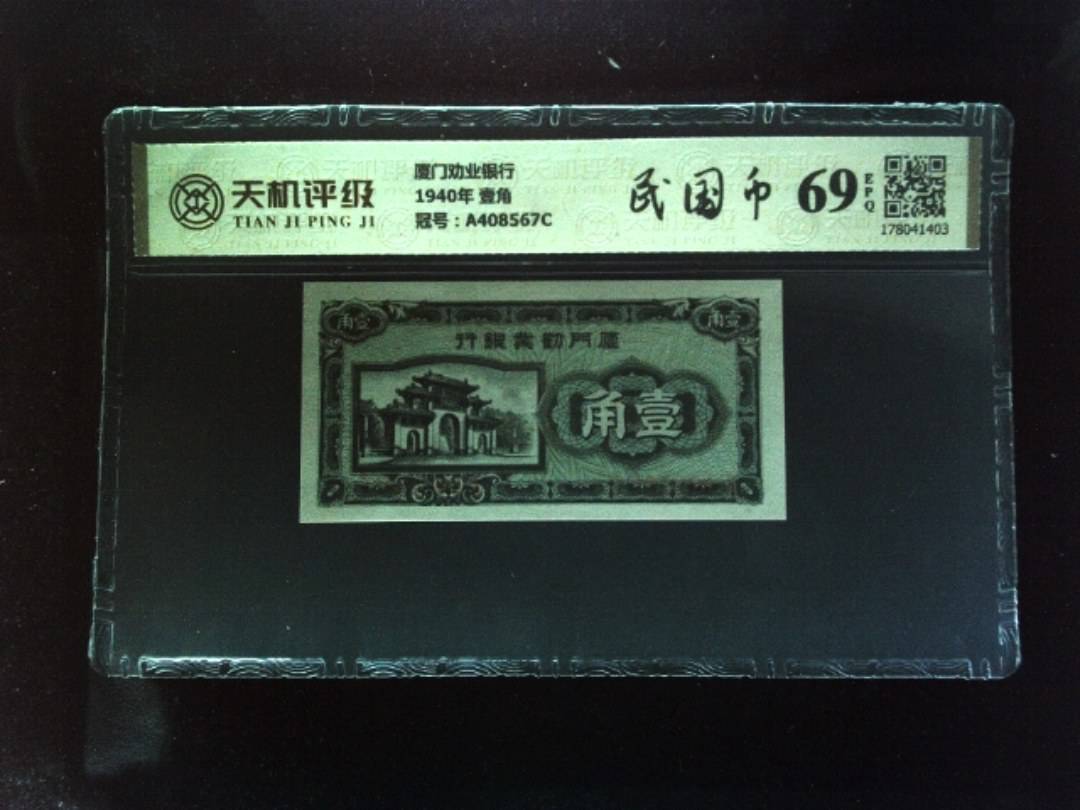 天机评级
TIAN JI PING JI
厦门劝业银行
1940年 壹角
冠号：A408567C
民国币
69
EPQ
178041403
角壹
角壹
行銀業勸門厦
角壹